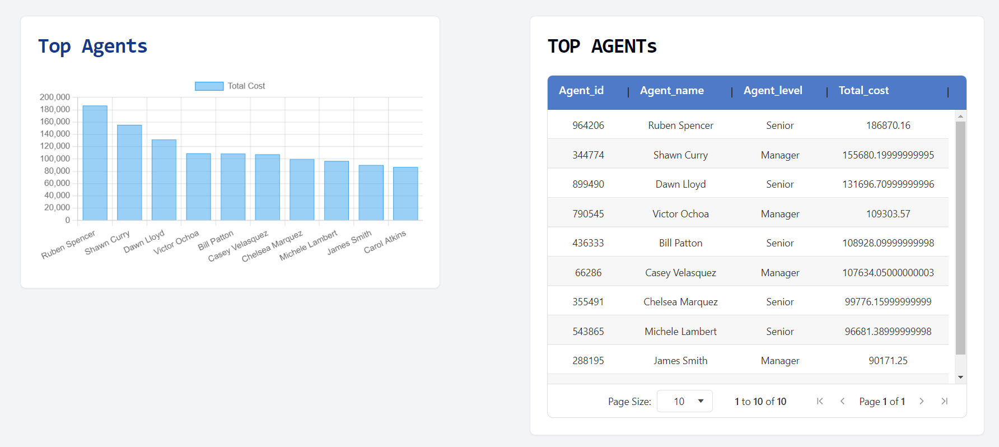 Top Agents
Total Cost
200,000
180,000
160,000
140,000
120,000
100,000
80,000
60,000
40,000
20,000
0
Ruben Spencer
Shawn Curry
Dawn Lloyd
Victor Ochoa
Bill Patton
Casey Velasquez
Chelsea Marquez
Michele Lambert
James Smith
Carol Atkins
TOP AGENTs
Agent_id Agent_name Agent_level Total_cost
964206 Ruben Spencer Senior 186870.16
344774 Shawn Curry Manager 155680.19999999995
899490 Dawn Lloyd Senior 131696.70999999996
790545 Victor Ochoa Manager 109303.57
436333 Bill Patton Senior 108928.09999999998
66286 Casey Velasquez Manager 107634.05000000003
355491 Chelsea Marquez Senior 99776.15999999999
543865 Michele Lambert Senior 96681.38999999998
288195 James Smith Manager 90171.25
Page Size: 10 1 to 10 of 10 Page 1 of 1